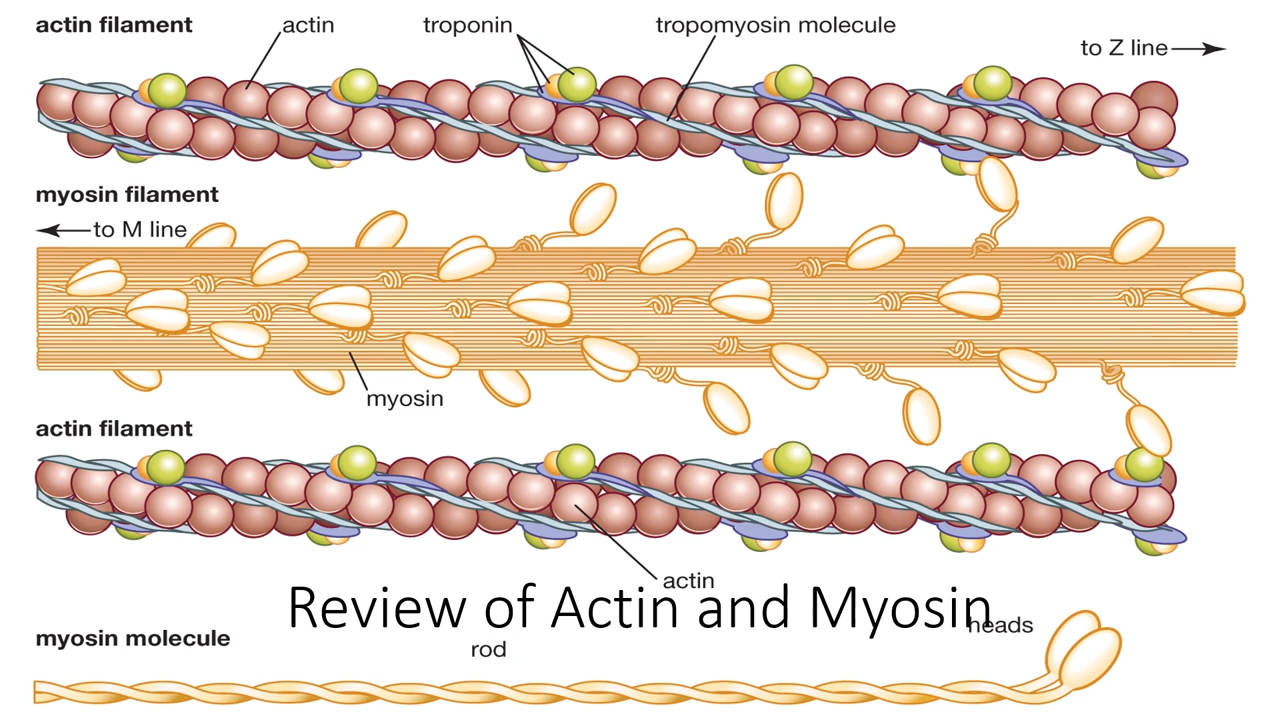 actin filament
actin
troponin
tropomyosin molecule
to Z line
myosin filament
to M line
myosin
actin filament
actin
Review of Actin and Myosin
heads
myosin molecule
rod